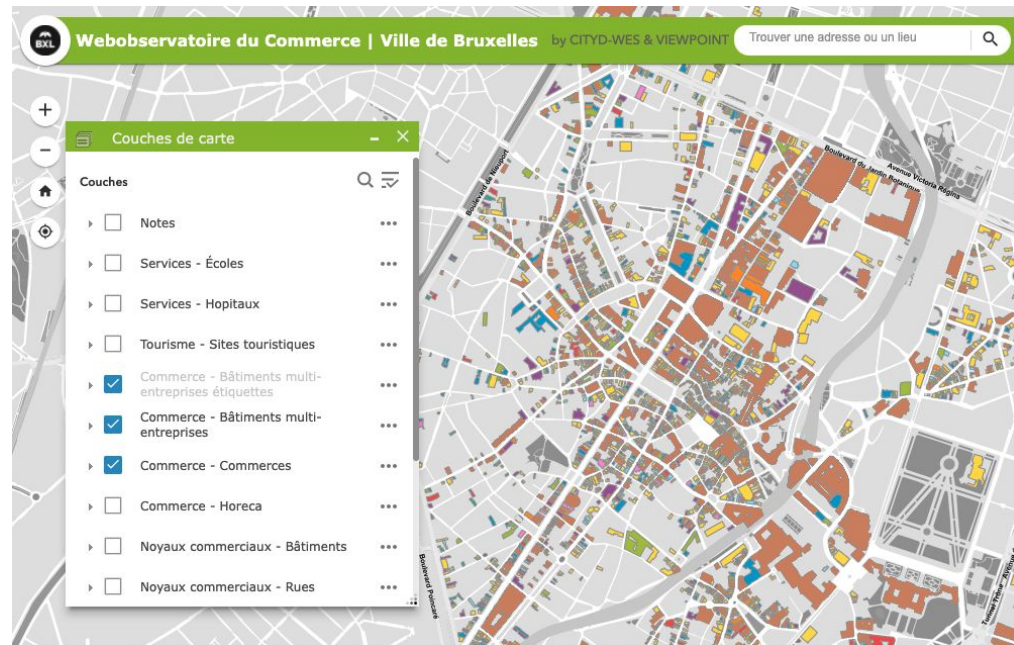 BXL
Webobservatoire du Commerce | Ville de Bruxelles
by CITYD-WES & VIEWPOINT
Trouver une adresse ou un lieu
Couches de carte
Couches
Notes
Services - Écoles
Services - Hopitaux
Tourisme - Sites touristiques
Commerce - Bâtiments multi-
entreprises étiquettes
Commerce - Bâtiments multi-
entreprises
Commerce - Commerces
Commerce - Horeca
Noyaux commerciaux - Bâtiments
Noyaux commerciaux - Rues
Boulevard de Nieuport
Boulevard du Jardin Botanique
Avenue Victoria Régina
Boulevard Poincaré
Tunnel Trône